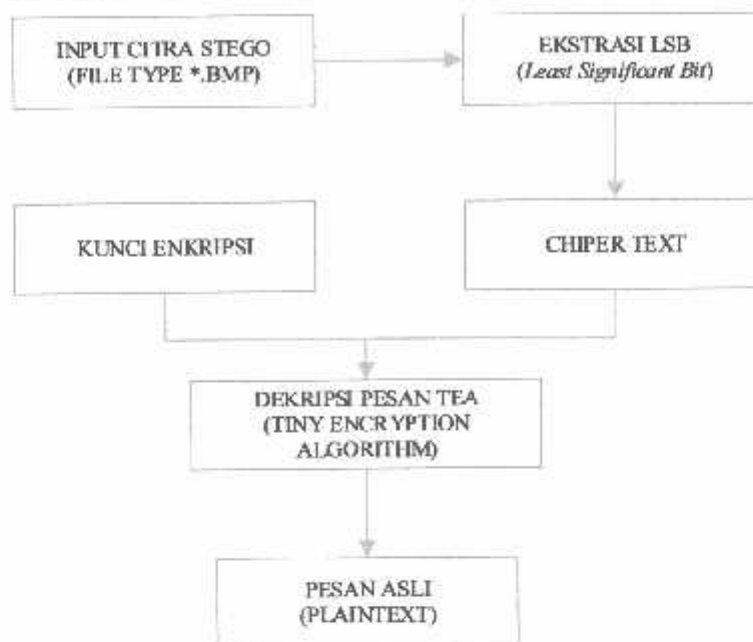 INPUT CITRA STEGO
(FILE TYPE *.BMP)
EKSTRASI LSB
(Least Significant Bit)
KUNCI ENKRIPSI
CHIPER TEXT
DEKRIPSI PESAN TEA
(TINY ENCRYPTION
ALGORITHM)
PESAN ASLI
(PLAINTEXT)